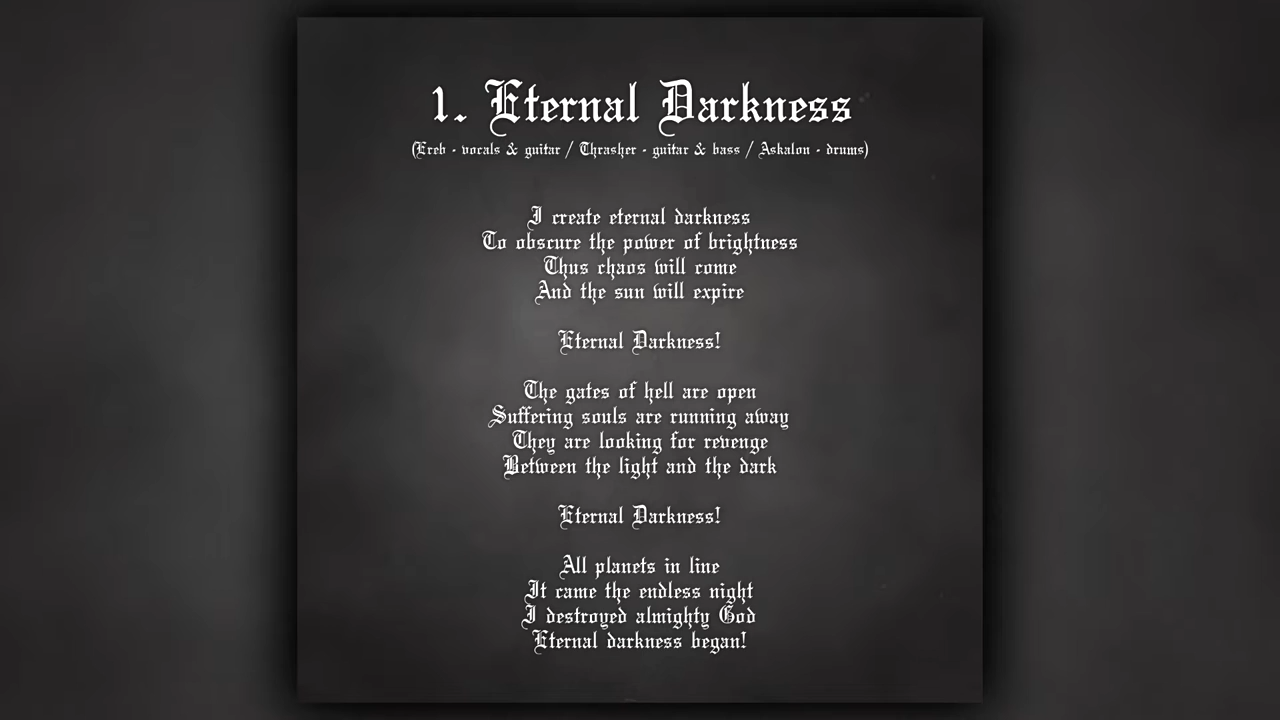 1. Eternal Darkness
(Ereb - vocals & guitar / Thrasher - guitar & bass / Askalon - drums)
I create eternal darkness
To obscure the power of brightness
Thus chaos will come
And the sun will expire
Eternal Darkness!
The gates of hell are open
Suffering souls are running away
They are looking for revenge
Between the light and the dark
Eternal Darkness!
All planets in line
It came the endless night
I destroyed almighty God
Eternal darkness began!